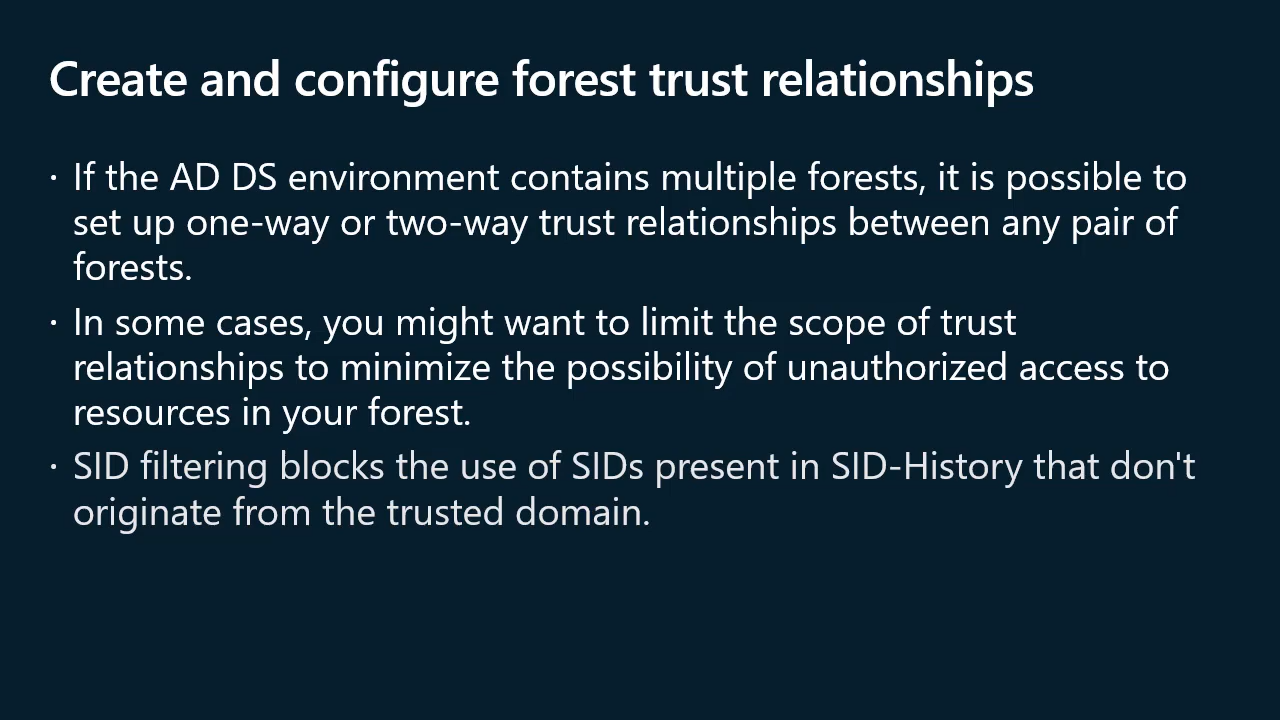 Create and configure forest trust relationships
· If the AD DS environment contains multiple forests, it is possible to
set up one-way or two-way trust relationships between any pair of
forests.
· In some cases, you might want to limit the scope of trust
relationships to minimize the possibility of unauthorized access to
resources in your forest.
· SID filtering blocks the use of SIDs present in SID-History that don't
originate from the trusted domain.